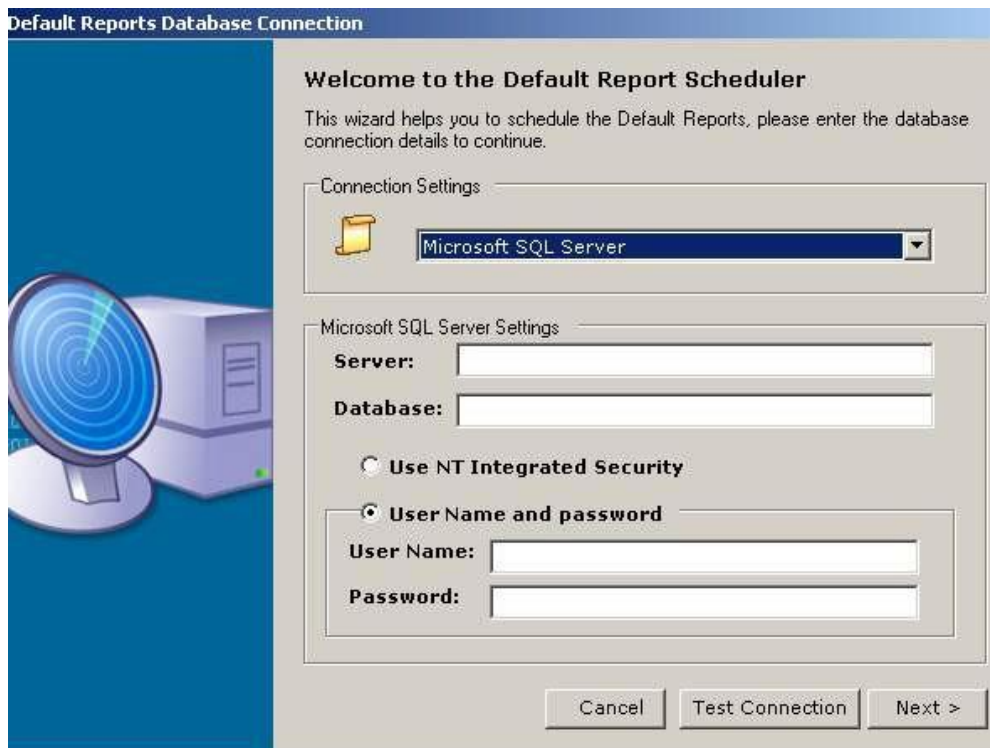 Default Reports Database Connection
Welcome to the Default Report Scheduler
This wizard helps you to schedule the Default Reports, please enter the database
connection details to continue.
Connection Settings
Microsoft SQL Server
Microsoft SQL Server Settings
Server:
Database:
Use NT Integrated Security
User Name and password
User Name:
Password:
Cancel
Test Connection
Next >